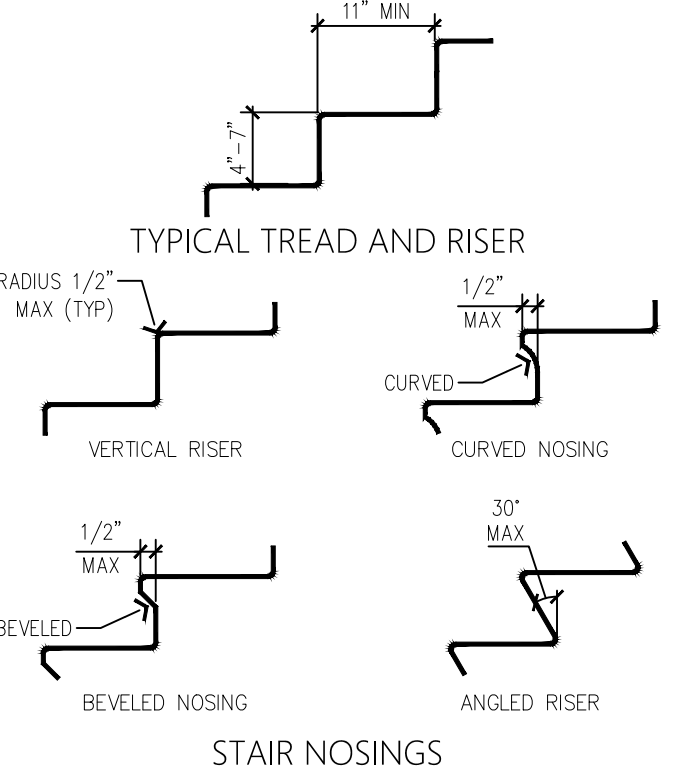 11" MIN
4"-7"
TYPICAL TREAD AND RISER
RADIUS 1/2"
MAX (TYP)
VERTICAL RISER
1/2"
MAX
CURVED
CURVED NOSING
1/2"
MAX
BEVELED
BEVELED NOSING
30°
MAX
ANGLED RISER
STAIR NOSINGS